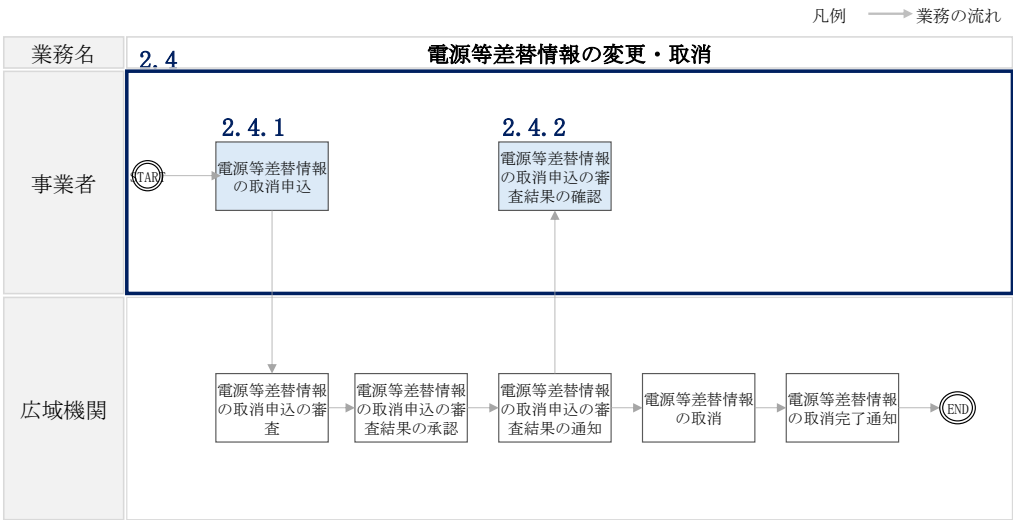 凡例 業務の流れ
業務名
2.4
電源等差替情報の変更・取消
事業者
START
2.4.1
電源等差替情報
の取消申込
2.4.2
電源等差替情報
の取消申込の審
査結果の確認
広域機関
電源等差替情報
の取消申込の審
査
電源等差替情報
の取消申込の審
査結果の承認
電源等差替情報
の取消申込の審
査結果の通知
電源等差替情報
の取消
電源等差替情報
の取消完了通知
END